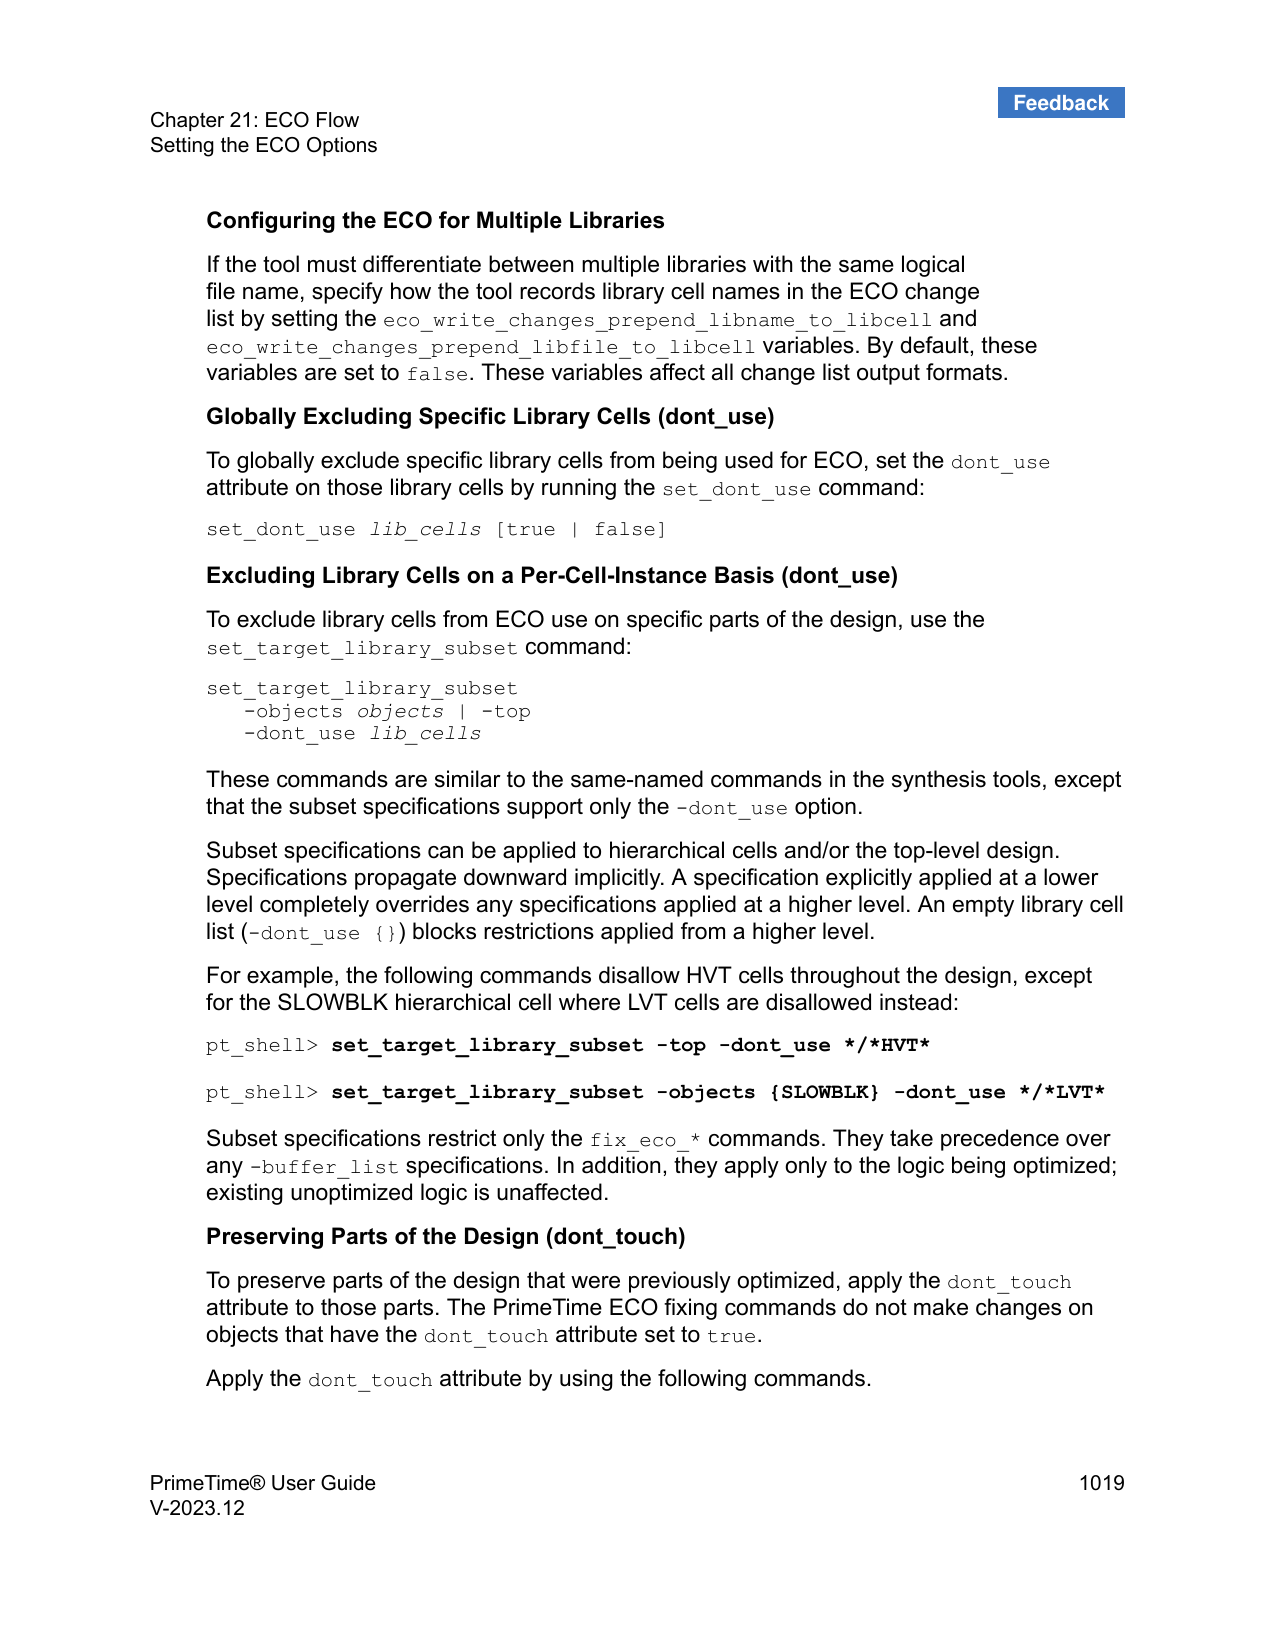 Feedback
Chapter 21: ECO Flow
Setting the ECO Options
Configuring the ECO for Multiple Libraries
If the tool must differentiate between multiple libraries with the same logical
file name, specify how the tool records library cell names in the ECO change
list by setting the eco_write_changes_prepend_libname_to_libcell and
eco_write_changes_prepend_libfile_to_libcell variables. By default, these
variables are set to false. These variables affect all change list output formats.
Globally Excluding Specific Library Cells (dont_use)
To globally exclude specific library cells from being used for ECO, set the dont_use
attribute on those library cells by running the set_dont_use command:
set_dont_use lib_cells [true | false]
Excluding Library Cells on a Per-Cell-Instance Basis (dont_use)
To exclude library cells from ECO use on specific parts of the design, use the
set_target_library_subset command:
set_target_library_subset
-objects objects | -top
-dont_use lib_cells
These commands are similar to the same-named commands in the synthesis tools, except
that the subset specifications support only the -dont_use option.
Subset specifications can be applied to hierarchical cells and/or the top-level design.
Specifications propagate downward implicitly. A specification explicitly applied at a lower
level completely overrides any specifications applied at a higher level. An empty library cell
list (-dont_use {}) blocks restrictions applied from a higher level.
For example, the following commands disallow HVT cells throughout the design, except
for the SLOWBLK hierarchical cell where LVT cells are disallowed instead:
pt_shell> set_target_library_subset -top -dont_use */*HVT*
pt_shell> set_target_library_subset -objects {SLOWBLK} -dont_use */*LVT*
Subset specifications restrict only the fix_eco_* commands. They take precedence over
any -buffer_list specifications. In addition, they apply only to the logic being optimized;
existing unoptimized logic is unaffected.
Preserving Parts of the Design (dont_touch)
To preserve parts of the design that were previously optimized, apply the dont_touch
attribute to those parts. The PrimeTime ECO fixing commands do not make changes on
objects that have the dont_touch attribute set to true.
Apply the dont_touch attribute by using the following commands.
PrimeTime® User Guide
1019
V-2023.12